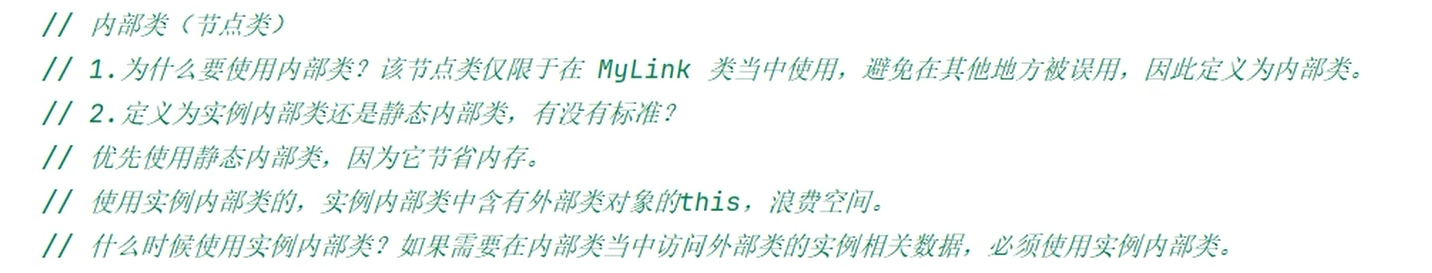 // 内部类（节点类）
// 1.为什么要使用内部类？该节点类仅限于在 MyLink 类当中使用，避免在其他地方被误用，因此定义为内部类。
// 2.定义为实例内部类还是静态内部类，有没有标准？
// 优先使用静态内部类，因为它节省内存。
// 使用实例内部类的，实例内部类中含有外部类对象的this，浪费空间。
// 什么时候使用实例内部类？如果需要在内部类当中访问外部类的实例相关数据，必须使用实例内部类。